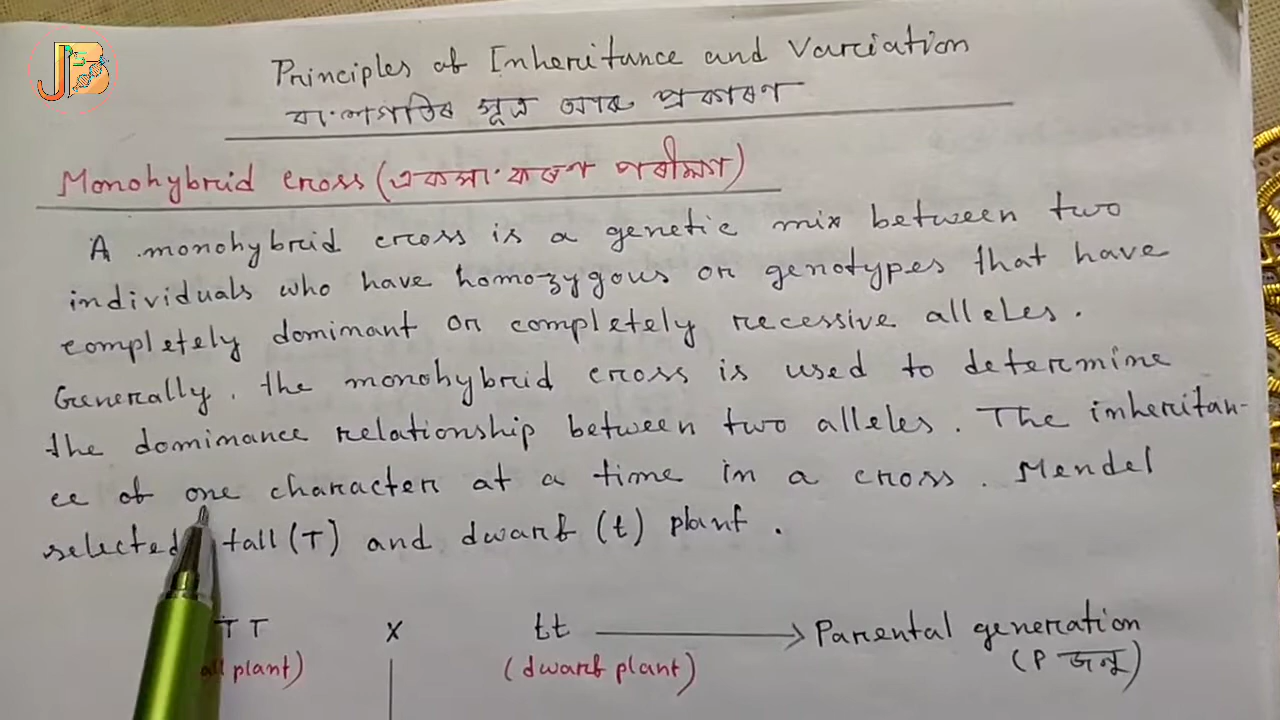 JFB
Principles of Inheritance and Variation
বংশগতিৰ সূত্ৰ আৰু প্ৰকাৰণ
Monohybrid cross (একসংকৰণ পৰীক্ষা)
A monohybrid cross is a genetic mix between two
individuals who have homozygous or genotypes that have
completely dominant or completely recessive alleles.
Generally, the monohybrid cross is used to determine
the dominance relationship between two alleles. The inheritan-
ce of one character at a time in a cross. Mendel
selected tall (T) and dwarf (t) plant.
TT x tt → Parental generation
all plant) (dwarf plant) (P জনু)